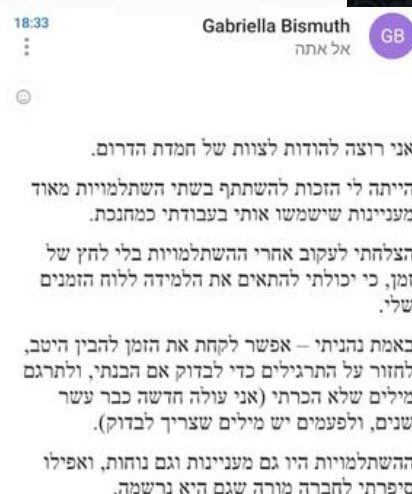 18:33
Gabriella Bismuth
GB
אל אתה
אני רוצה להודות לצוות של חמדת הדרום.
הייתה לי הזכות להשתתף בשתי השתלמויות מאוד
מעניינות שישמשו אותי בעבודתי כמחנכת.
הצלחתי לעקוב אחרי ההשתלמויות בלי לחץ של
זמן, כי יכולתי להתאים את הלמידה ללוח הזמנים
שלי.
באמת נהניתי – אפשר לקחת את הזמן להבין היטב,
לחזור על התרגילים כדי לבדוק אם הבנתי, ולתרגם
מילים שלא הכרתי (אני עולה חדשה כבר עשר
שנים, ולפעמים יש מילים שצריך לבדוק).
ההשתלמויות היו גם מעניינות וגם נוחות, ואפילו
סיפרתי לחברה מורה שגם היא נרשמה.